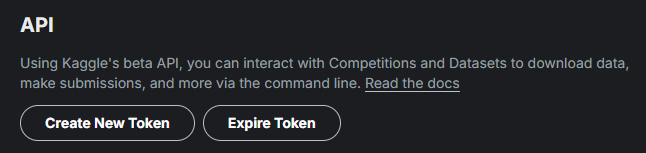 API
Using Kaggle's beta API, you can interact with Competitions and Datasets to download data,
make submissions, and more via the command line. Read the docs
Create New Token Expire Token